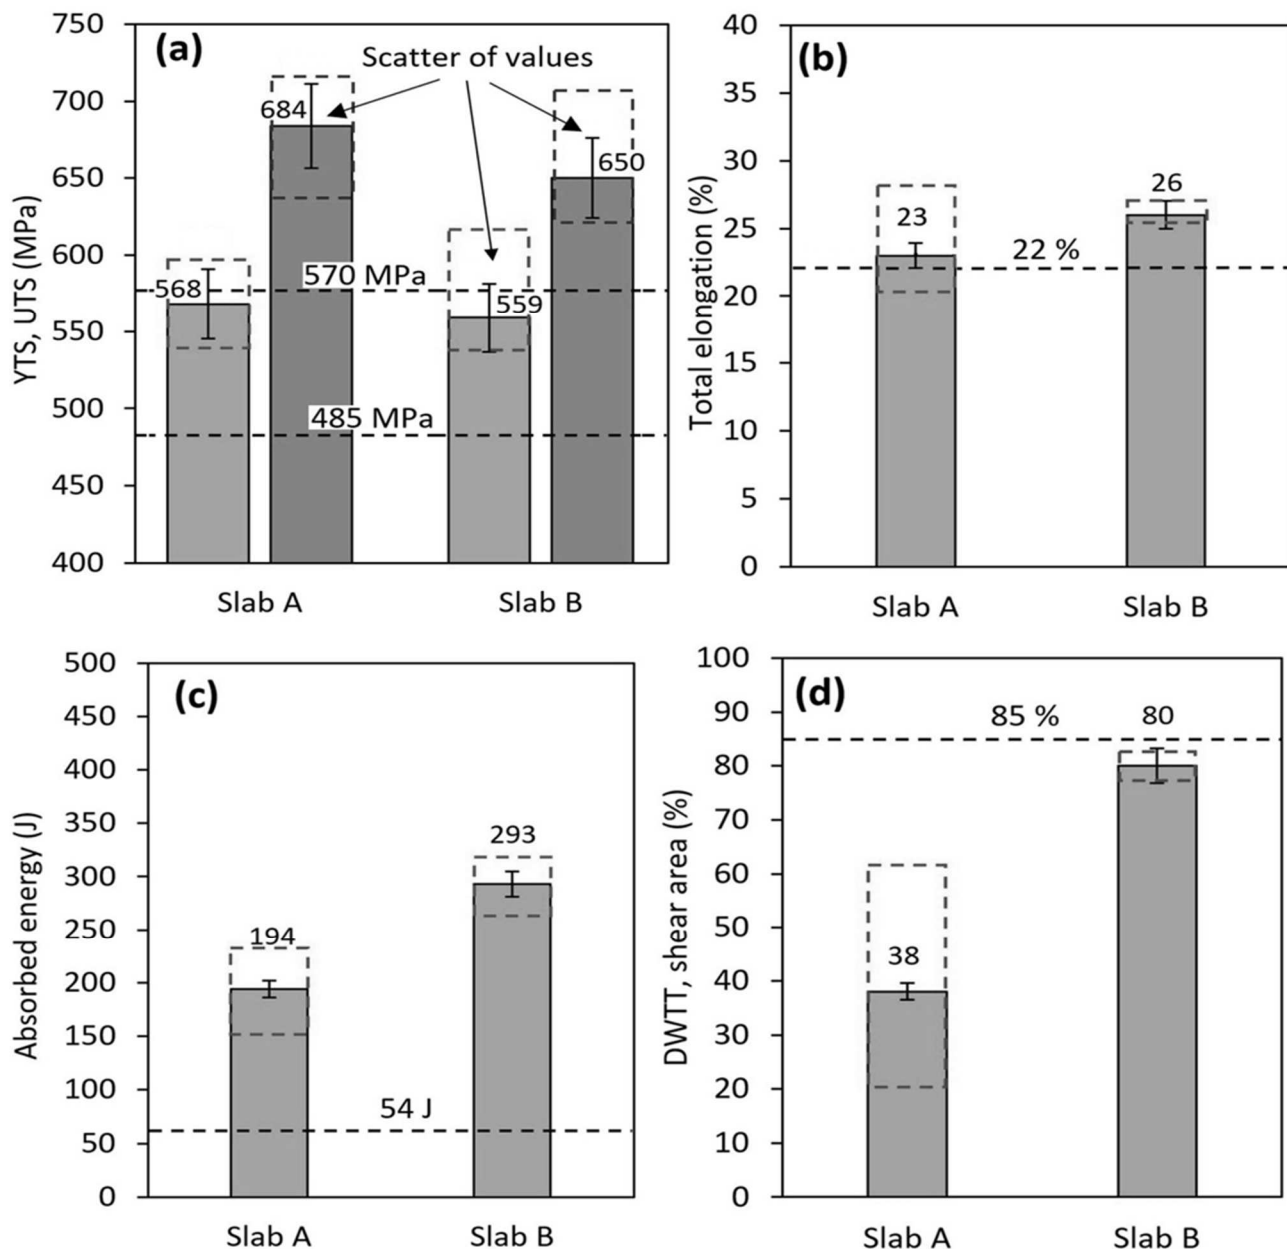 (a)
Scatter of values
YTS, UTS (MPa)
750
700
650
600
550
500
450
400
684
650
568
570 MPa
559
485 MPa
Slab A
Slab B
(b)
Total elongation (%)
40
35
30
25
20
15
10
5
0
23
26
22 %
Slab A
Slab B
(c)
Absorbed energy (J)
500
450
400
350
300
250
200
150
100
50
0
194
293
54 J
Slab A
Slab B
(d)
DWTT, shear area (%)
100
90
80
70
60
50
40
30
20
10
0
85 %
80
38
Slab A
Slab B